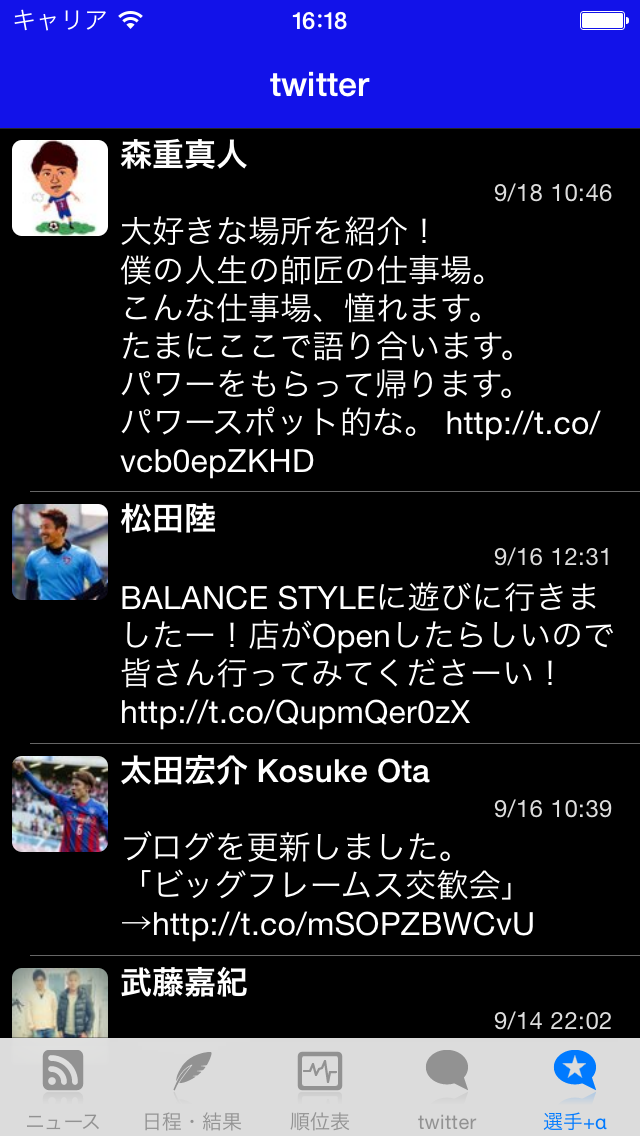 キャリア 16:18
twitter
森重真人
9/18 10:46
大好きな場所を紹介！
僕の人生の師匠の仕事場。
こんな仕事場、憧れます。
たまにここで語り合います。
パワーをもらって帰ります。
パワースポット的な。 http://t.co/
vcb0epZKHD
松田陸
9/16 12:31
BALANCE STYLEに遊びに行きま
したー！店がOpenしたらしいので
皆さん行ってみてくださーい！
http://t.co/QupmQer0zX
太田宏介 Kosuke Ota
9/16 10:39
ブログを更新しました。
「ビッグフレームス交歓会」
→http://t.co/mSOPZBWCvU
武藤嘉紀
9/14 22:02
ニュース 日程・結果 順位表 twitter 選手+α